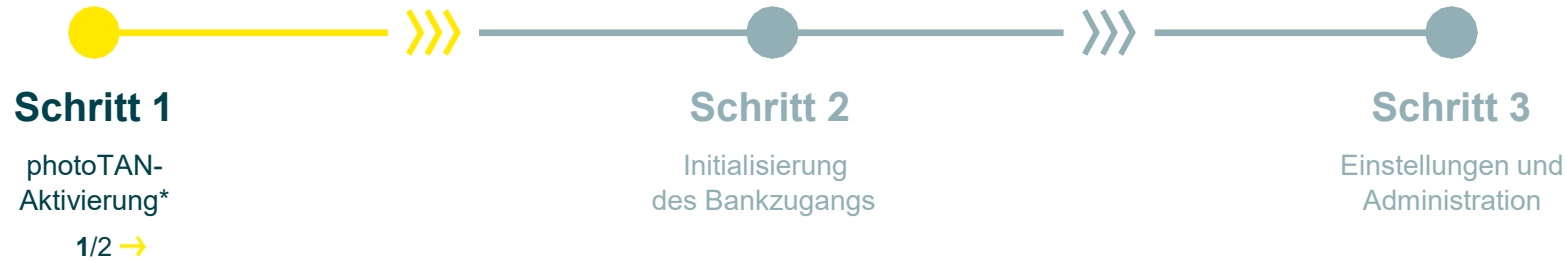 Schritt 1
photoTAN-
Aktivierung*
1/2
Schritt 2
Initialisierung
des Bankzugangs
Schritt 3
Einstellungen und
Administration